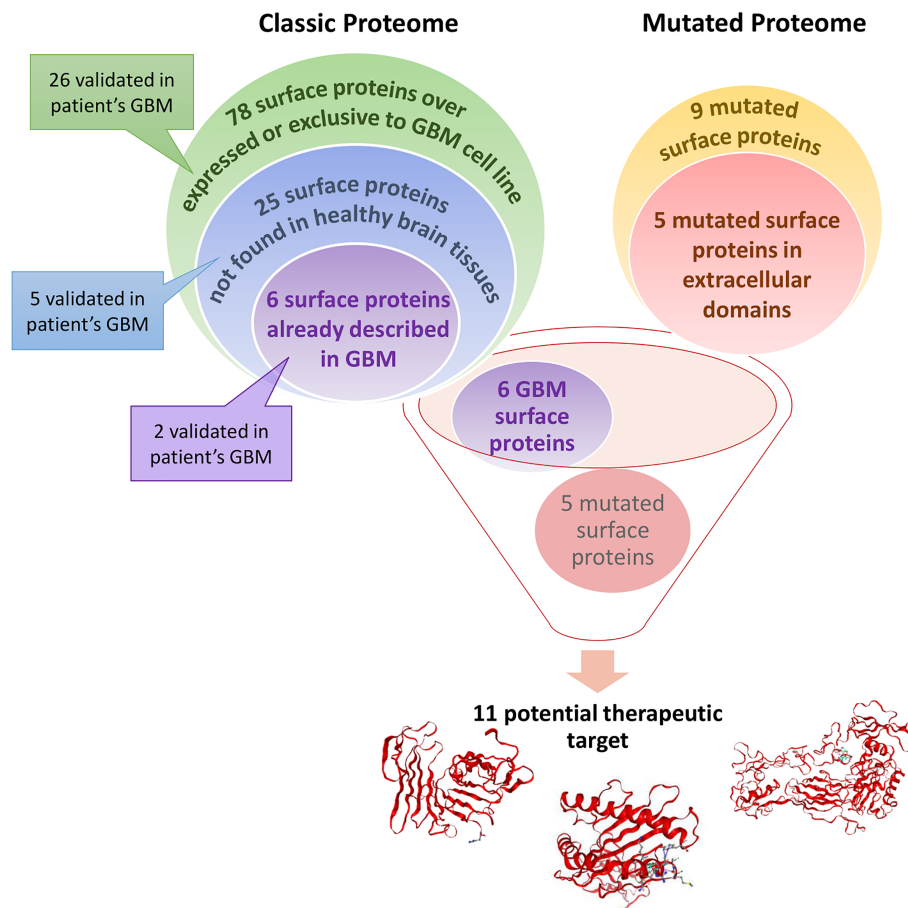 Classic Proteome
Mutated Proteome
26 validated in
patient's GBM
78 surface proteins over
expressed or exclusive to GBM cell line
9 mutated
surface proteins
25 surface proteins
not found in healthy brain tissues
5 mutated surface
proteins in
extracellular
domains
5 validated in
patient's GBM
6 surface proteins
already described
in GBM
2 validated in
patient's GBM
6 GBM
surface
proteins
5 mutated
surface
proteins
11 potential therapeutic
target